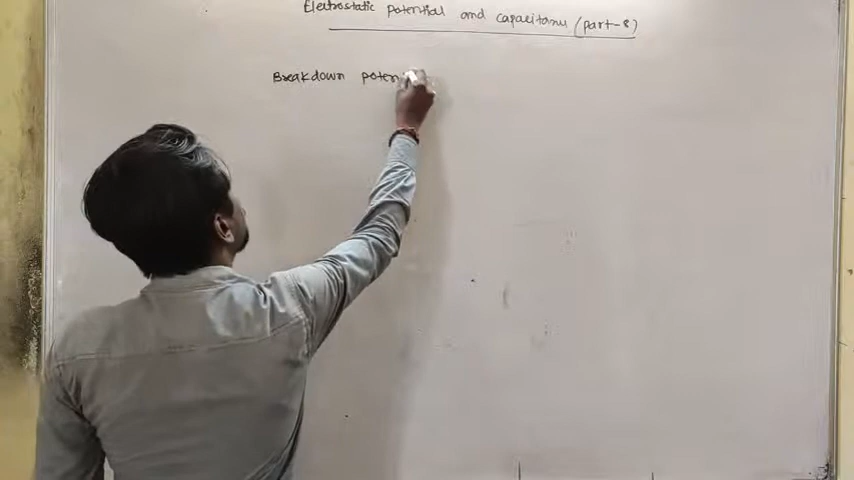 Electrostatic potential and capacitance (part-8)
Breakdown poten